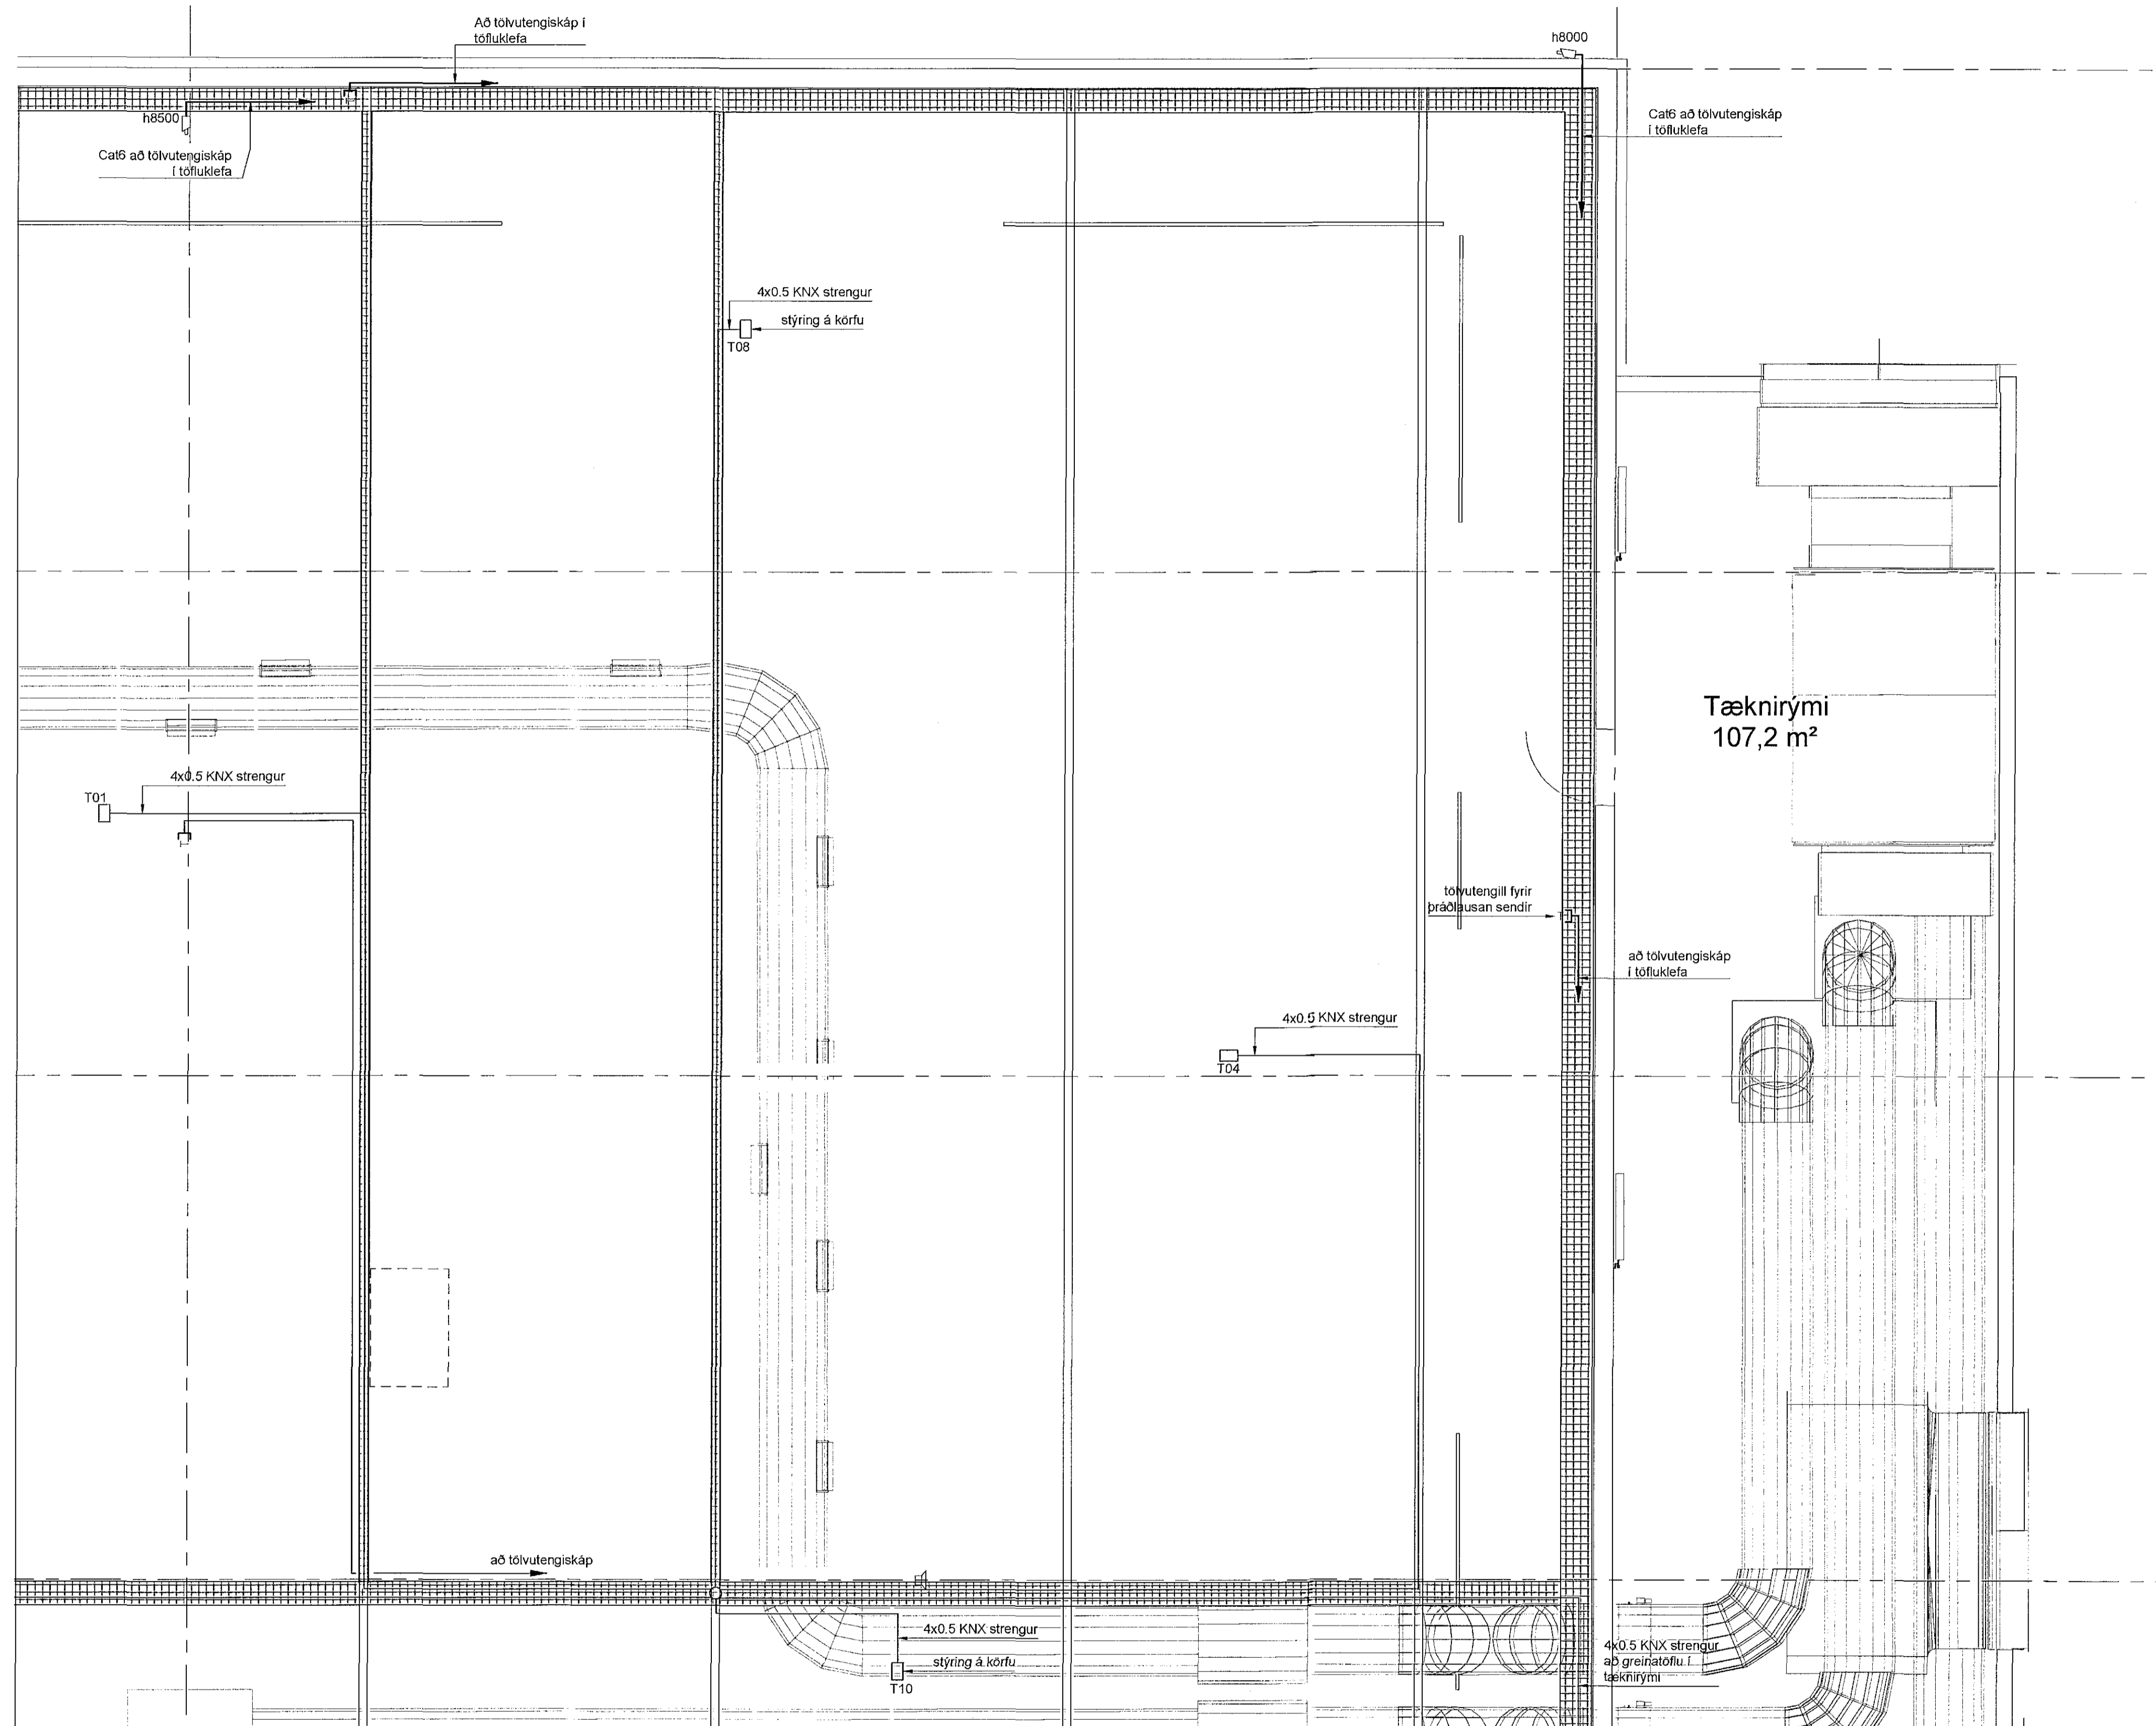 Að tölvutengiskáp í
töfluklefa
h8000
h8500
Cat6 að tölvutengiskáp
í töfluklefa
Cat6 að tölvutengiskáp
í töfluklefa
4x0.5 KNX strengur
stýring á körfu
T08
Tæknirými
107,2 m²
4x0.5 KNX strengur
T01
tölvutengill fyrir
þráðlausan sendir
að tölvutengiskáp
í töfluklefa
4x0.5 KNX strengur
T04
að tölvutengiskáp
4x0.5 KNX strengur
stýring á körfu
T10
4x0.5 KNX strengur
að greinatöflu í
tæknirými